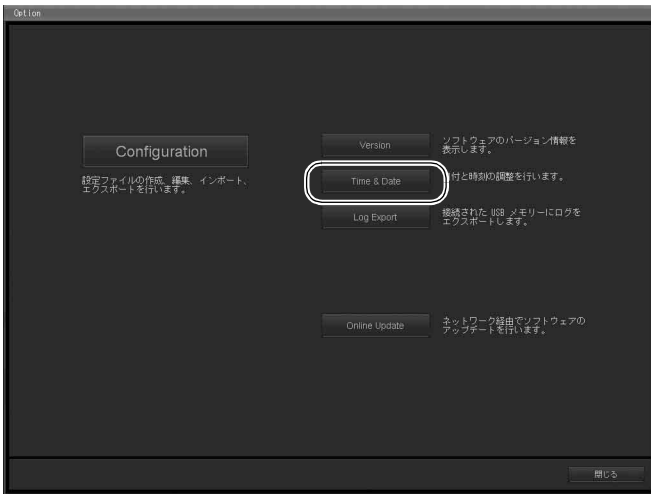 Option
Configuration
設定ファイルの作成、編集、インポート、
エクスポートを行います。
Version
ソフトウェアのバージョン情報を
表示します。
Time & Date
付と時刻の調整を行います。
Log Export
接続された USB メモリーにログを
エクスポートします。
Online Update
ネットワーク経由でソフトウェアの
アップデートを行います。
閉じる